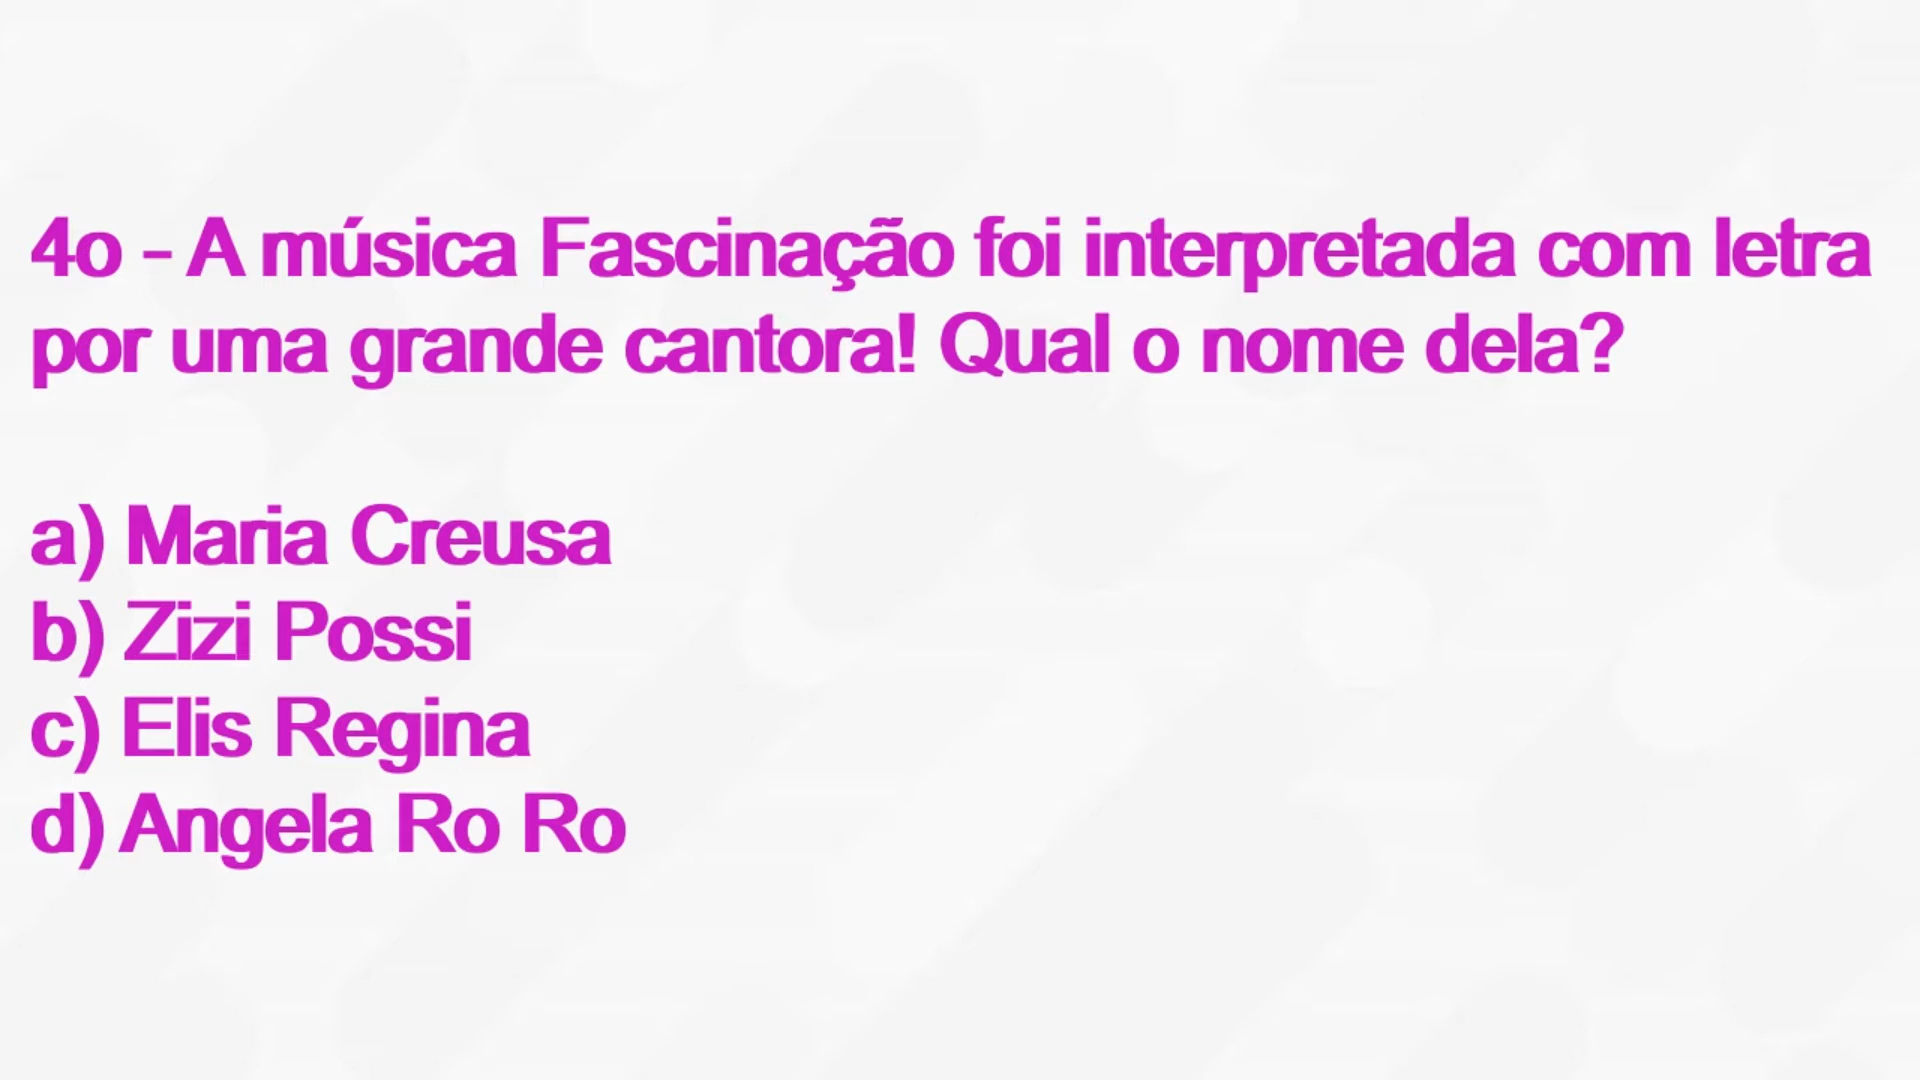 4o - A música Fascinação foi interpretada com letra
por uma grande cantora! Qual o nome dela?
a) Maria Creusa
b) Zizi Possi
c) Elis Regina
d) Angela Ro Ro